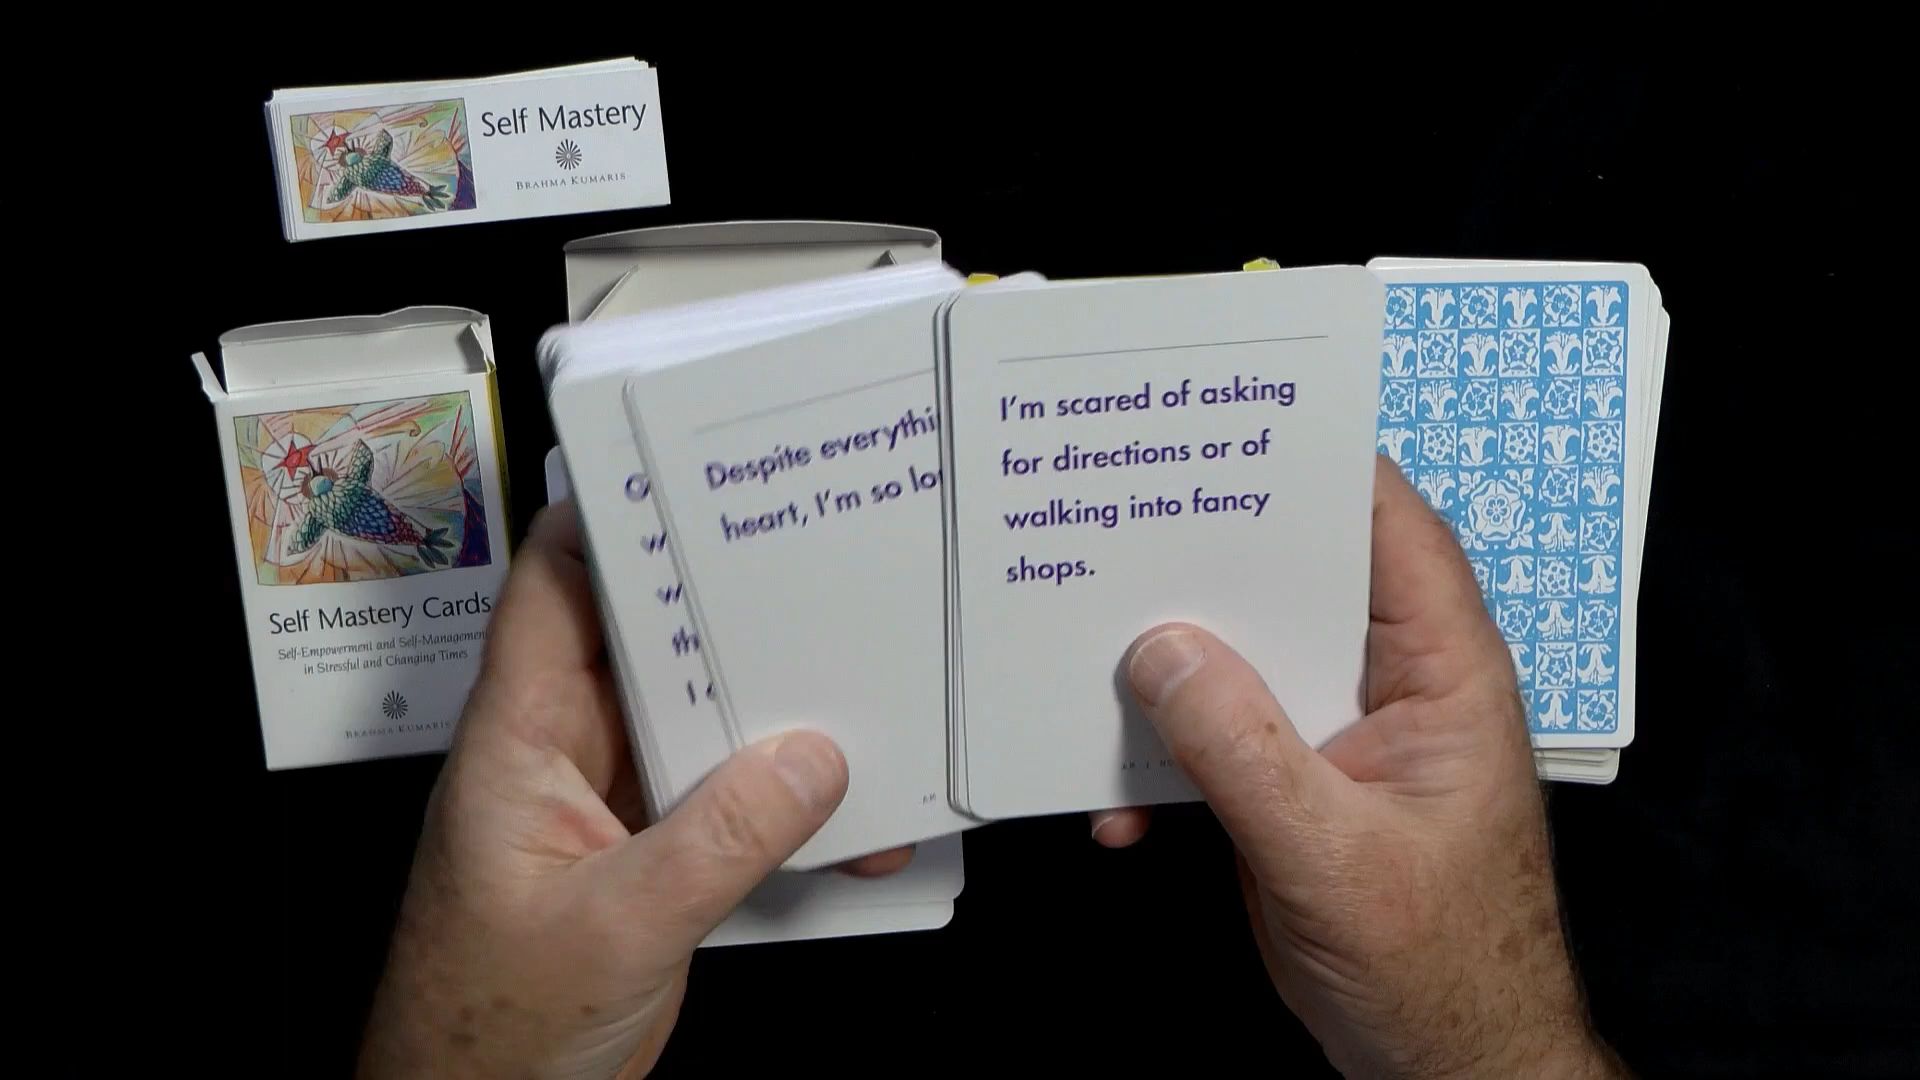 Self Mastery
BRAHMA KUMARIS
Self Mastery Cards
Self-Empowerment and Self-Management
in Stressful and Changing Times
BRAHMA KUMARIS
Despite everythi
heart, I'm so lo
I'm scared of asking
for directions or of
walking into fancy
shops.